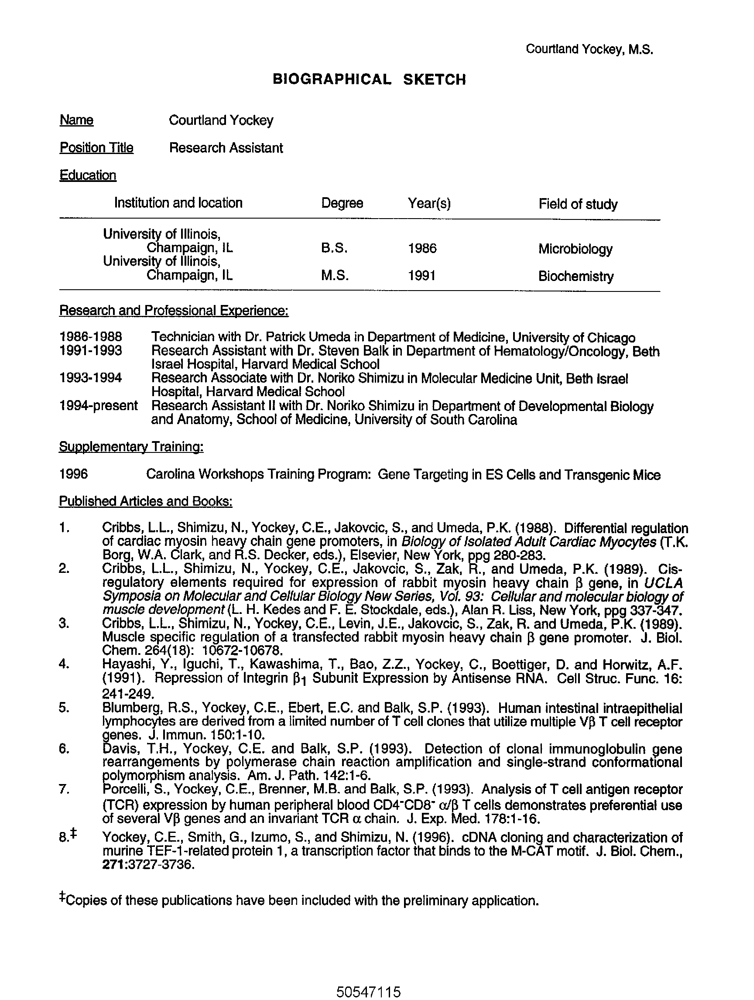 Courtland Yockey, M.S.
BIOGRAPHICAL SKETCH
Name Courtland Yockey
Position Title Research Assistant
Education
Institution and location Degree Year(s) Field of study
University of Illinois,
Champaign, IL B.S. 1986 Microbiology
University of Illinois,
Champaign, IL M.S. 1991 Biochemistry
Research and Professional Experience:
1986-1988 Technician with Dr. Patrick Umeda in Department of Medicine, University of Chicago
1991-1993 Research Assistant with Dr. Steven Balk in Department of Hematology/Oncology, Beth
Israel Hospital, Harvard Medical School
1993-1994 Research Associate with Dr. Noriko Shimizu in Molecular Medicine Unit, Beth Israel
Hospital, Harvard Medical School
1994-present Research Assistant II with Dr. Noriko Shimizu in Department of Developmental Biology
and Anatomy, School of Medicine, University of South Carolina
Supplementary Training:
1996 Carolina Workshops Training Program: Gene Targeting in ES Cells and Transgenic Mice
Published Articles and Books:
1. Cribbs, L.L., Shimizu, N., Yockey, C.E., Jakovcic, S., and Umeda, P.K. (1988). Differential regulation
of cardiac myosin heavy chain gene promoters, in Biology of Isolated Adult Cardiac Myocytes (T.K.
Borg, W.A. Clark, and R.S. Decker, eds.), Elsevier, New York, ppg 280-283.
2. Cribbs, L.L., Shimizu, N., Yockey, C.E., Jakovcic, S., Zak, R., and Umeda, P.K. (1989). Cis-
regulatory elements required for expression of rabbit myosin heavy chain β gene, in UCLA
Symposia on Molecular and Cellular Biology New Series, Vol. 93: Cellular and molecular biology of
muscle development (L. H. Kedes and F. E. Stockdale, eds.), Alan R. Liss, New York, ppg 337-347.
3. Cribbs, L.L., Shimizu, N., Yockey, C.E., Levin, J.E., Jakovcic, S., Zak, R. and Umeda, P.K. (1989).
Muscle specific regulation of a transfected rabbit myosin heavy chain β gene promoter. J. Biol.
Chem. 264(18): 10672-10678.
4. Hayashi, Y., Iguchi, T., Kawashima, T., Bao, Z.Z., Yockey, C., Boettiger, D. and Horwitz, A.F.
(1991). Repression of Integrin β1 Subunit Expression by Antisense RNA. Cell Struc. Func. 16:
241-249.
5. Blumberg, R.S., Yockey, C.E., Ebert, E.C. and Balk, S.P. (1993). Human intestinal intraepithelial
lymphocytes are derived from a limited number of T cell clones that utilize multiple Vβ T cell receptor
genes. J. Immun. 150:1-10.
6. Davis, T.H., Yockey, C.E. and Balk, S.P. (1993). Detection of clonal immunoglobulin gene
rearrangements by polymerase chain reaction amplification and single-strand conformational
polymorphism analysis. Am. J. Path. 142:1-6.
7. Porcelli, S., Yockey, C.E., Brenner, M.B. and Balk, S.P. (1993). Analysis of T cell antigen receptor
(TCR) expression by human peripheral blood CD4-CD8- α/β T cells demonstrates preferential use
of several Vβ genes and an invariant TCR α chain. J. Exp. Med. 178:1-16.
8.‡ Yockey, C.E., Smith, G., Izumo, S., and Shimizu, N. (1996). cDNA cloning and characterization of
murine TEF-1-related protein 1, a transcription factor that binds to the M-CAT motif. J. Biol. Chem.,
271:3727-3736.
‡Copies of these publications have been included with the preliminary application.
50547115